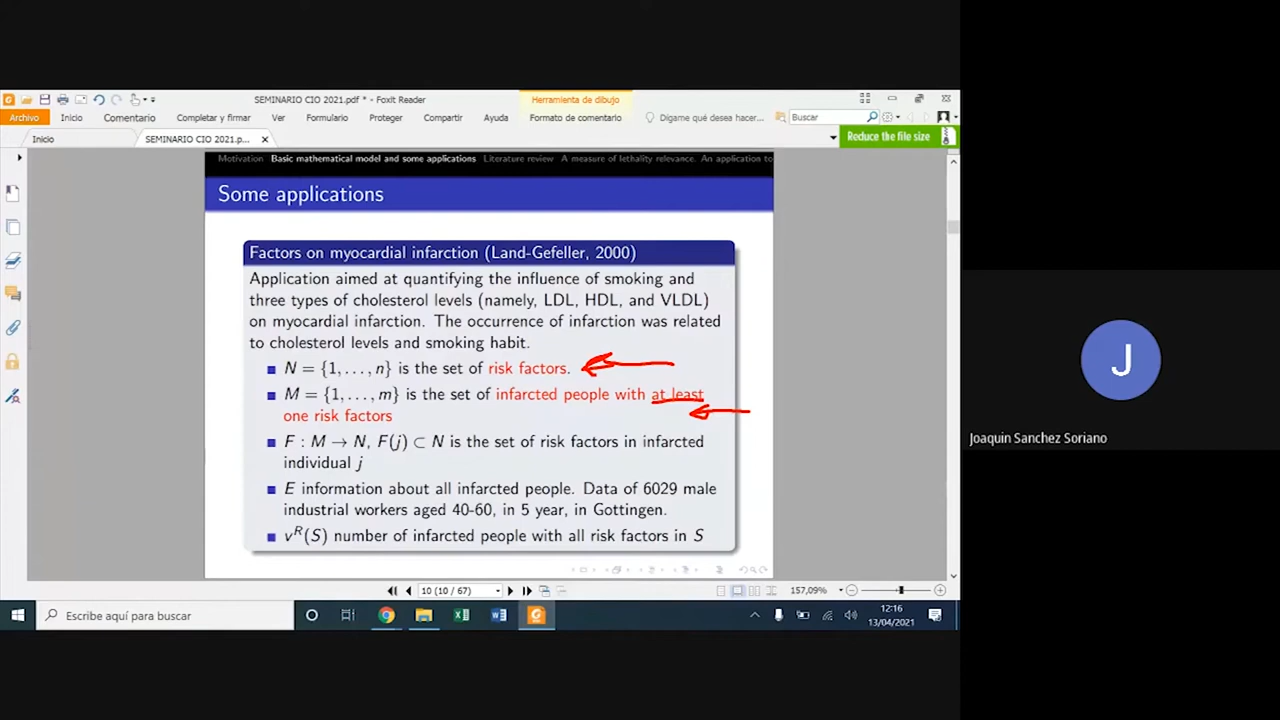 SEMINARIO CIO 2021.pdf * - Foxit Reader
Herramienta de dibujo
Archivo Inicio Comentario Completar y firmar Ver Formulario Proteger Compartir Ayuda Formato de comentario Dígame qué desea hacer... Buscar
Inicio SEMINARIO CIO 2021.pdf... Reduce the file size
Motivation Basic mathematical model and some applications Literature review A measure of lethality relevance. An application to
Some applications
Factors on myocardial infarction (Land-Gefeller, 2000)
Application aimed at quantifying the influence of smoking and
three types of cholesterol levels (namely, LDL, HDL, and VLDL)
on myocardial infarction. The occurrence of infarction was related
to cholesterol levels and smoking habit.
N = {1, . . . , n} is the set of risk factors.
M = {1, . . . , m} is the set of infarcted people with at least
one risk factors
F : M → N, F(j) ⊂ N is the set of risk factors in infarcted
individual j
E information about all infarcted people. Data of 6029 male
industrial workers aged 40-60, in 5 year, in Gottingen.
v^R(S) number of infarcted people with all risk factors in S
10 (10 / 67) 157,09%
Escribe aquí para buscar
12:16
13/04/2021
J
Joaquin Sanchez Soriano